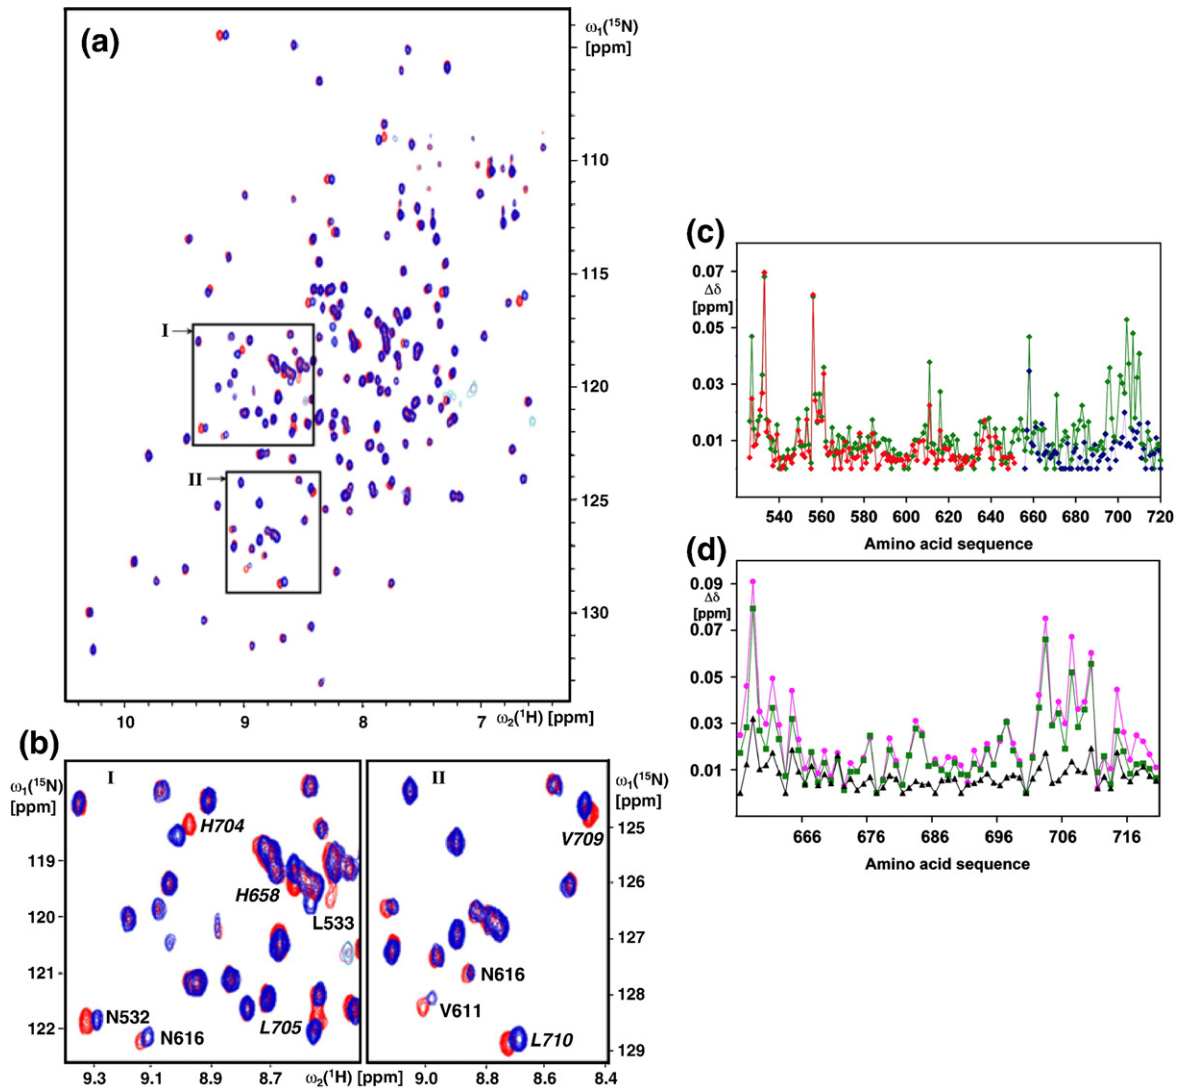 (a)
ω₁(¹⁵N)
[ppm]
110
115
120
125
130
I
II
10 9 8 7
ω₂(¹H) [ppm]
(b)
ω₁(¹⁵N)
[ppm]
119
120
121
122
I
H704
H658
L533
N532
N616
L705
9.3 9.1 8.9 8.7
ω₂(¹H) [ppm]
II
V709
N616
V611
L710
9.0 8.8 8.6 8.4
ω₁(¹⁵N)
[ppm]
125
126
127
128
129
(c)
0.07
Δδ
[ppm]
0.05
0.03
0.01
540 560 580 600 620 640 660 680 700 720
Amino acid sequence
(d)
0.09
Δδ
[ppm]
0.07
0.05
0.03
0.01
666 676 686 696 706 716
Amino acid sequence